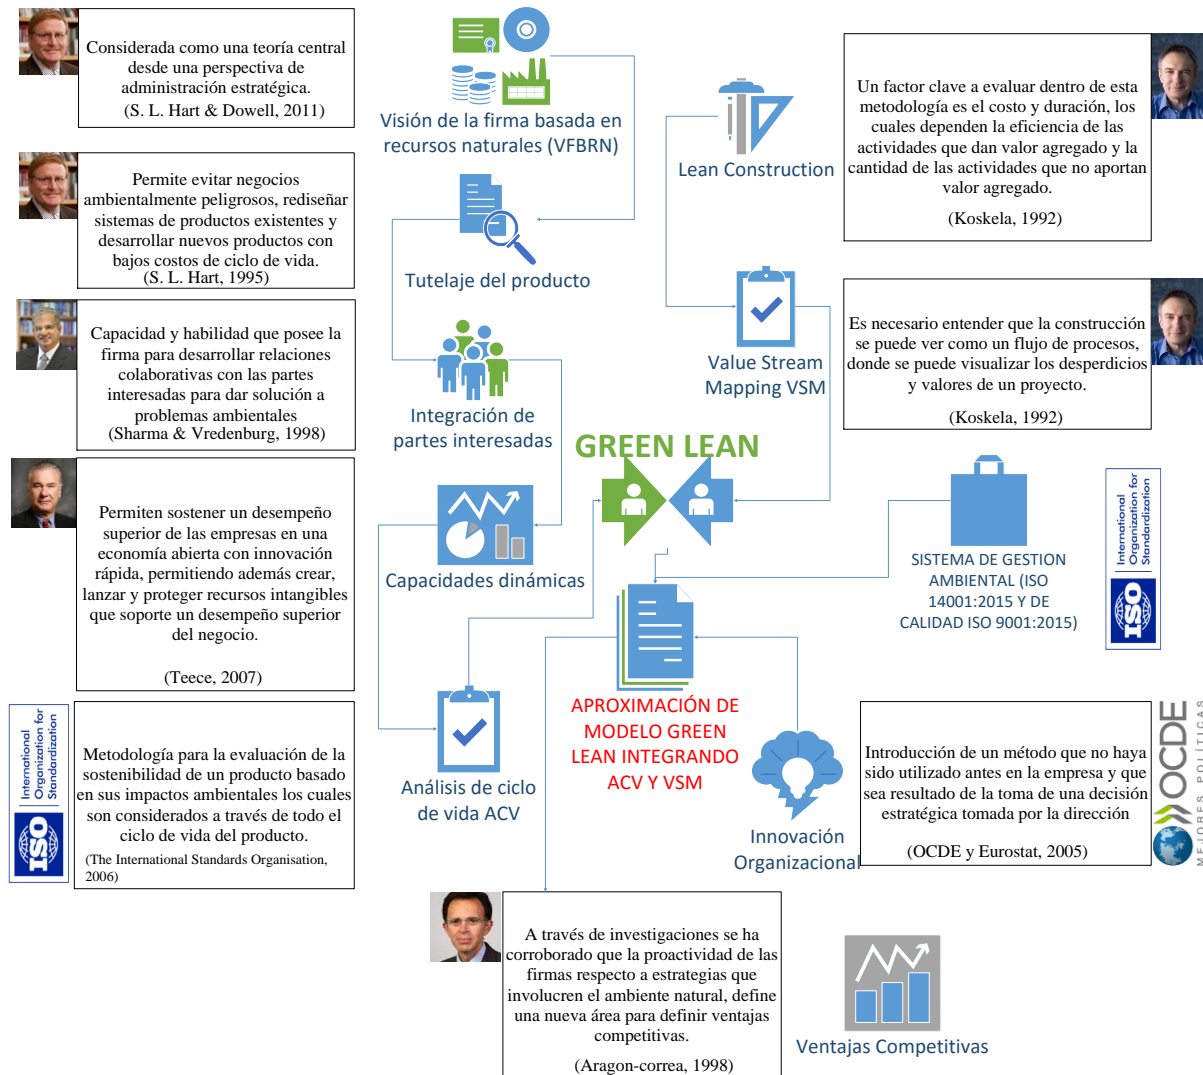 Considerada como una teoría central
desde una perspectiva de
administración estratégica.
(S. L. Hart & Dowell, 2011)
Visión de la firma basada en
recursos naturales (VFBRN)
Lean Construction
Un factor clave a evaluar dentro de esta
metodología es el costo y duración, los
cuales dependen la eficiencia de las
actividades que dan valor agregado y la
cantidad de las actividades que no aportan
valor agregado.
(Koskela, 1992)
Permite evitar negocios
ambientalmente peligrosos, rediseñar
sistemas de productos existentes y
desarrollar nuevos productos con
bajos costos de ciclo de vida.
(S. L. Hart, 1995)
Tutelaje del producto
Value Stream
Mapping VSM
Es necesario entender que la construcción
se puede ver como un flujo de procesos,
donde se puede visualizar los desperdicios
y valores de un proyecto.
(Koskela, 1992)
Capacidad y habilidad que posee la
firma para desarrollar relaciones
colaborativas con las partes
interesadas para dar solución a
problemas ambientales
(Sharma & Vredenburg, 1998)
Integración de
partes interesadas
GREEN LEAN
Permiten sostener un desempeño
superior de las empresas en una
economía abierta con innovación
rápida, permitiendo además crear,
lanzar y proteger recursos intangibles
que soporte un desempeño superior
del negocio.
(Teece, 2007)
Capacidades dinámicas
SISTEMA DE GESTION
AMBIENTAL (ISO
14001:2015 Y DE
CALIDAD ISO 9001:2015)
ISO
International
Organization for
Standardization
ISO
International
Organization for
Standardization
Metodología para la evaluación de la
sostenibilidad de un producto basado
en sus impactos ambientales los cuales
son considerados a través de todo el
ciclo de vida del producto.
(The International Standards Organisation,
2006)
Análisis de ciclo
de vida ACV
APROXIMACIÓN DE
MODELO GREEN
LEAN INTEGRANDO
ACV Y VSM
Innovación
Organizacional
Introducción de un método que no haya
sido utilizado antes en la empresa y que
sea resultado de la toma de una decisión
estratégica tomada por la dirección
(OCDE y Eurostat, 2005)
OCDE
MEJORES POLÍTICAS
A través de investigaciones se ha
corroborado que la proactividad de las
firmas respecto a estrategias que
involucren el ambiente natural, define
una nueva área para definir ventajas
competitivas.
(Aragon-correa, 1998)
Ventajas Competitivas